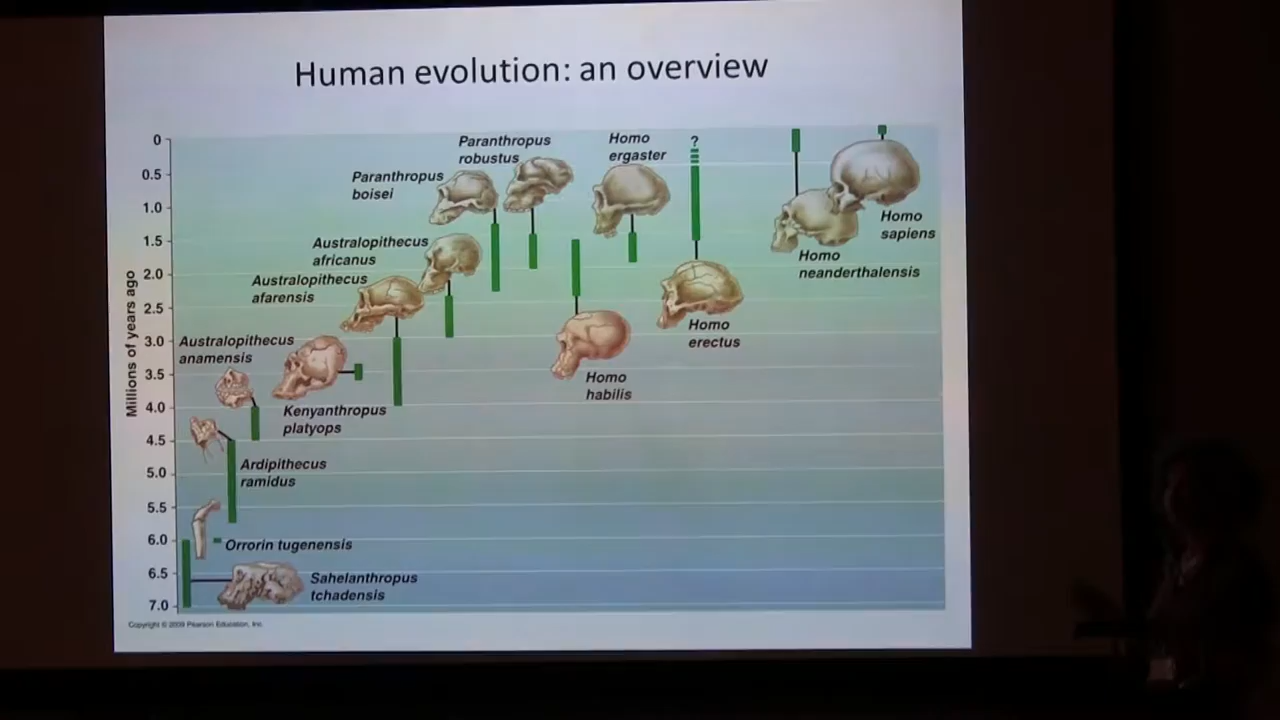 Human evolution: an overview
Millions of years ago
0
0.5
1.0
1.5
2.0
2.5
3.0
3.5
4.0
4.5
5.0
5.5
6.0
6.5
7.0
Paranthropus
robustus
Homo
ergaster
?
Paranthropus
boisei
Homo
sapiens
Australopithecus
africanus
Homo
neanderthalensis
Australopithecus
afarensis
Homo
erectus
Australopithecus
anamensis
Homo
habilis
Kenyanthropus
platyops
Ardipithecus
ramidus
Orrorin tugenensis
Sahelanthropus
tchadensis
Copyright © 2009 Pearson Education, Inc.